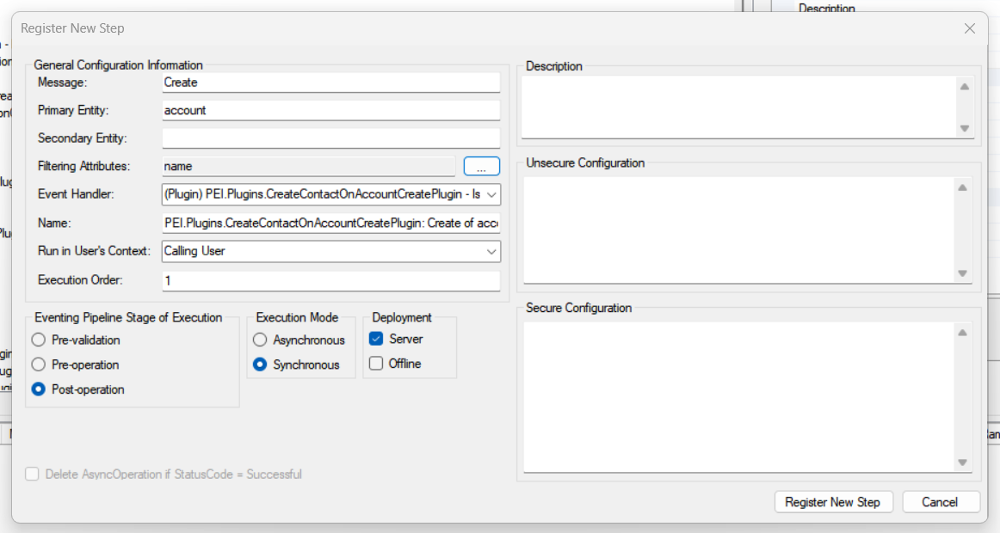 Description
Register New Step
General Configuration Information
Message: Create
Primary Entity: account
Secondary Entity:
Filtering Attributes: name ...
Event Handler: (Plugin) PEI.Plugins.CreateContactOnAccountCreatePlugin - Is
Name: PEI.Plugins.CreateContactOnAccountCreatePlugin: Create of acc
Run in User's Context: Calling User
Execution Order: 1
Eventing Pipeline Stage of Execution
Pre-validation
Pre-operation
Post-operation
Execution Mode
Asynchronous
Synchronous
Deployment
Server
Offline
Delete AsyncOperation if StatusCode = Successful
Description
Unsecure Configuration
Secure Configuration
Register New Step
Cancel